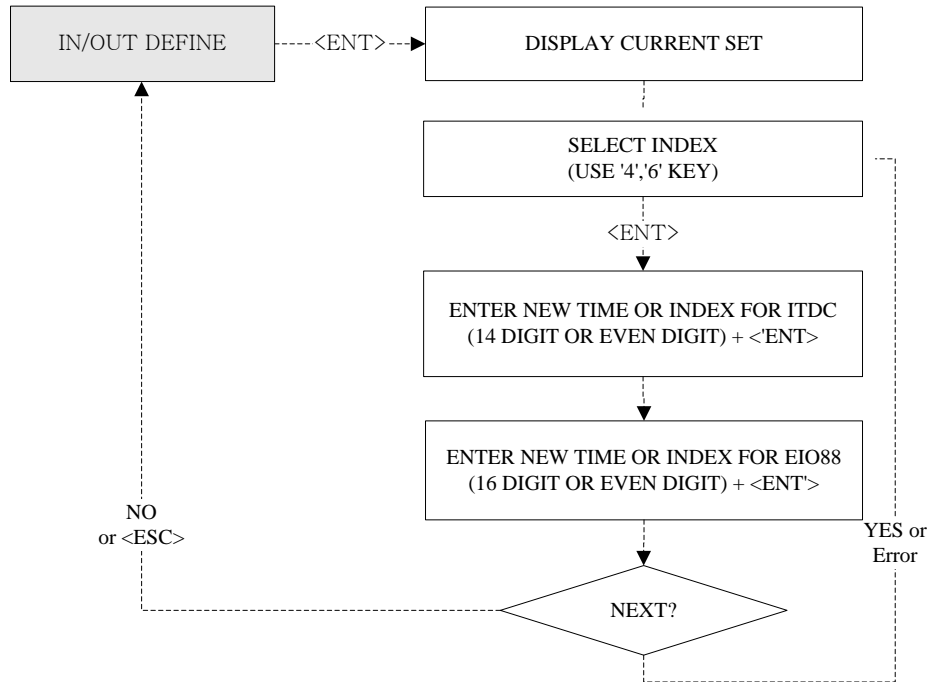 IN/OUT DEFINE
<ENT>
DISPLAY CURRENT SET
SELECT INDEX
(USE '4','6' KEY)
<ENT>
ENTER NEW TIME OR INDEX FOR ITDC
(14 DIGIT OR EVEN DIGIT) + <'ENT>
ENTER NEW TIME OR INDEX FOR EIO88
(16 DIGIT OR EVEN DIGIT) + <ENT'>
NO
or <ESC>
YES or
Error
NEXT?